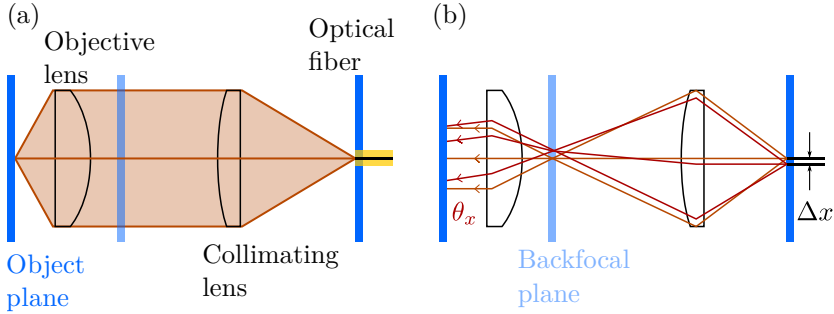 (a)
Objective
lens
Optical
fiber
Object
plane
Collimating
lens
(b)
θx
Δx
Backfocal
plane